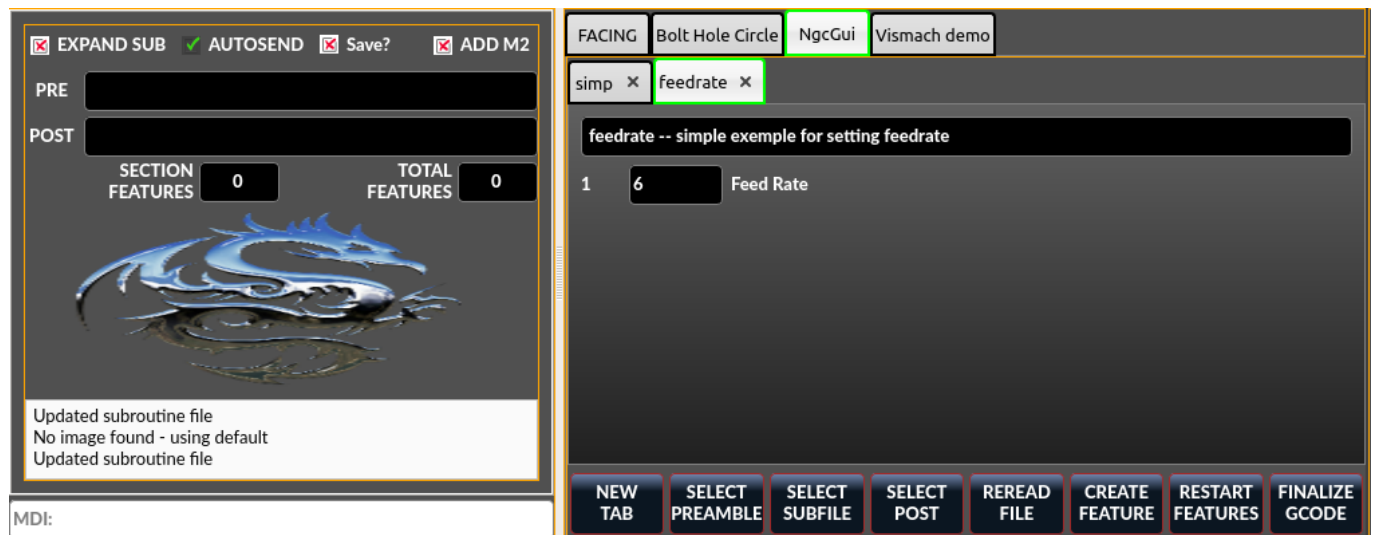 EXPAND SUB AUTOSEND Save? ADD M2
PRE
POST
SECTION
FEATURES
0
TOTAL
FEATURES
0
Updated subroutine file
No image found - using default
Updated subroutine file
MDI:
FACING Bolt Hole Circle NgcGui Vismach demo
simp × feedrate ×
feedrate -- simple exemple for setting feedrate
1 6 Feed Rate
NEW
TAB
SELECT
PREAMBLE
SELECT
SUBFILE
SELECT
POST
REREAD
FILE
CREATE
FEATURE
RESTART
FEATURES
FINALIZE
GCODE